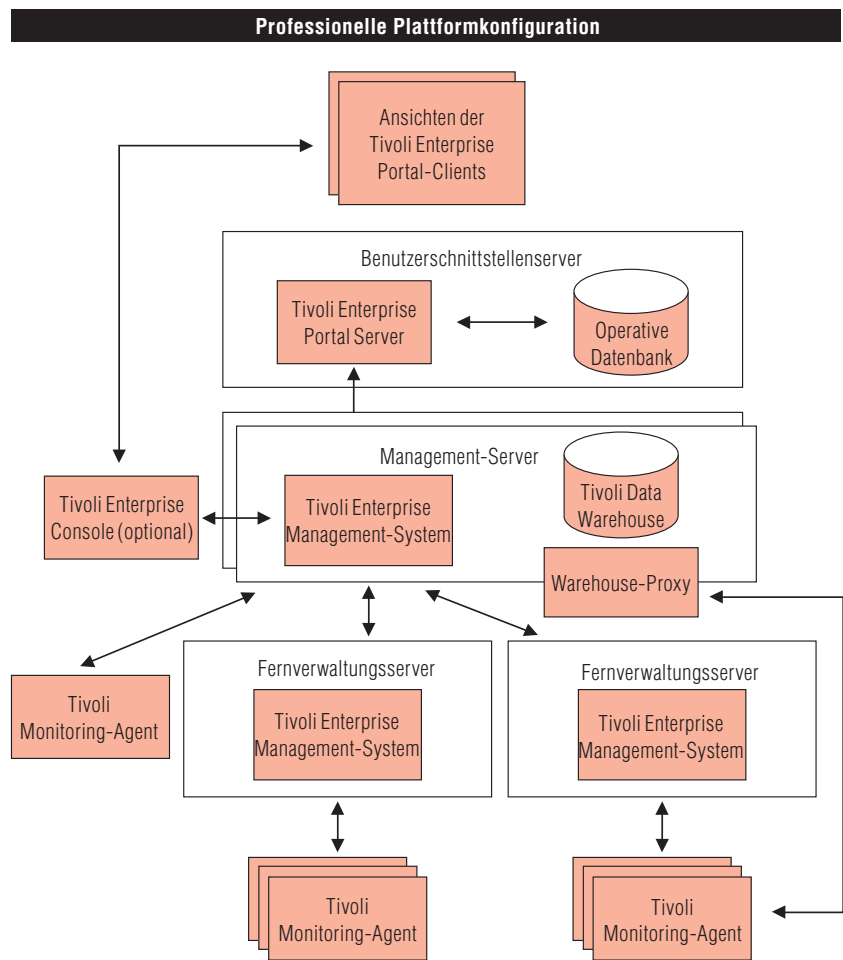 Professionelle Plattformkonfiguration
Ansichten der
Tivoli Enterprise
Portal-Clients
Benutzerschnittstellenserver
Tivoli Enterprise
Portal Server
Operative
Datenbank
Management-Server
Tivoli Enterprise
Console (optional)
Tivoli Enterprise
Management-System
Tivoli Data
Warehouse
Warehouse-Proxy
Tivoli
Monitoring-Agent
Fernverwaltungsserver
Tivoli Enterprise
Management-System
Fernverwaltungsserver
Tivoli Enterprise
Management-System
Tivoli
Monitoring-Agent
Tivoli
Monitoring-Agent